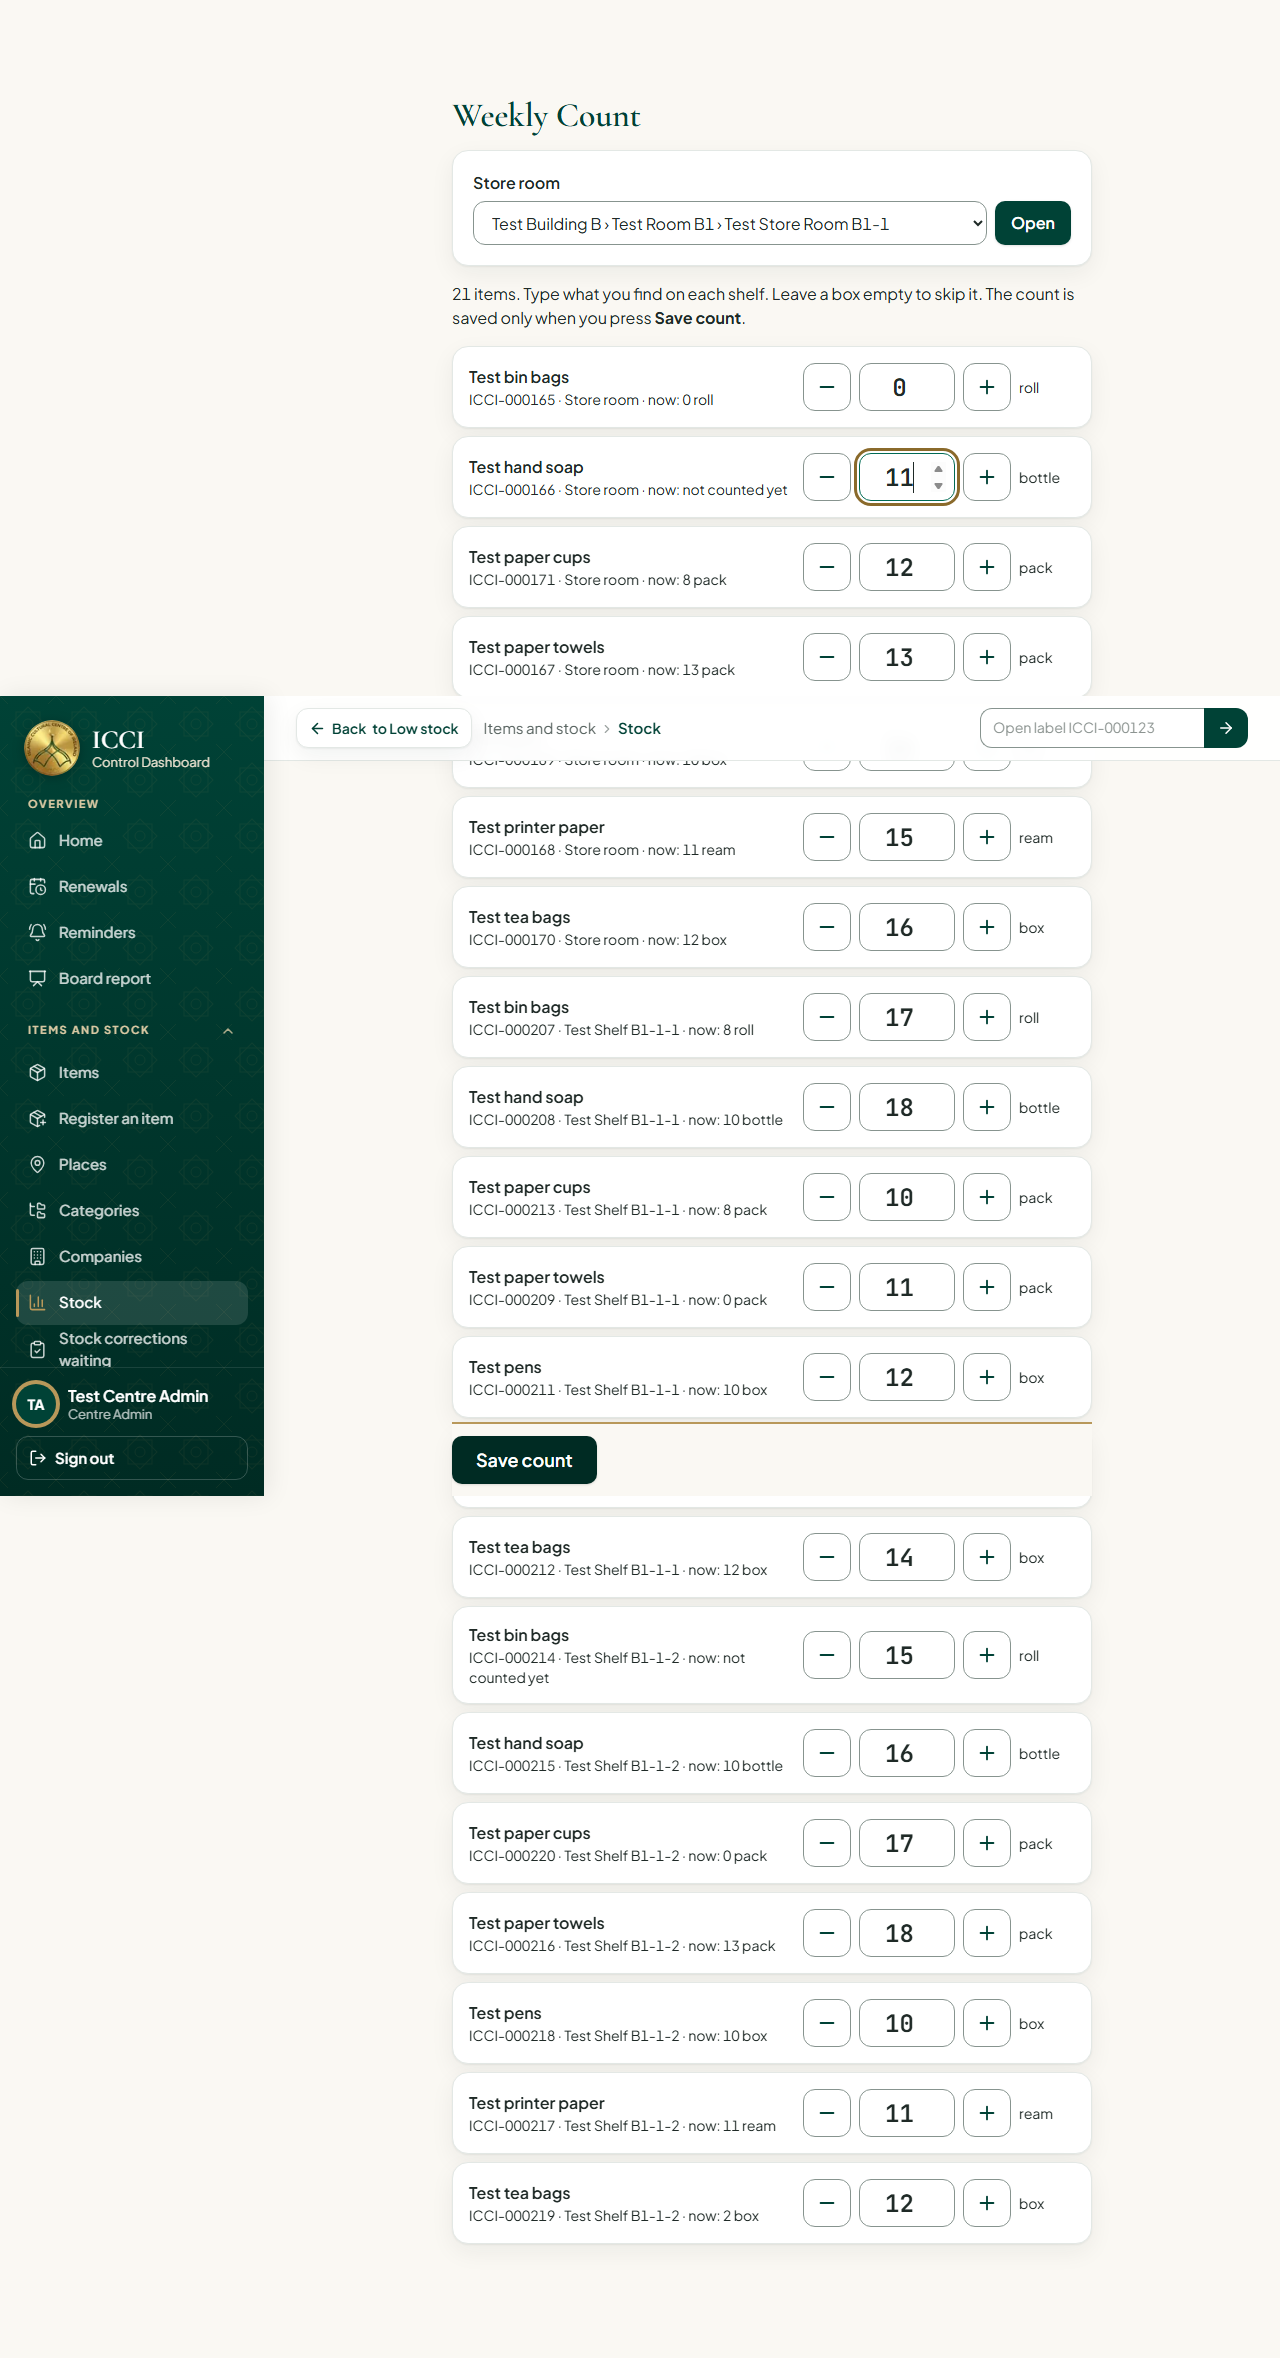 Weekly Count
Store room
Test Building B › Test Room B1 › Test Store Room B1-1
Open
21 items. Type what you find on each shelf. Leave a box empty to skip it. The count is
saved only when you press Save count.
Test bin bags
ICCI-000165 · Store room · now: 0 roll
0
roll
Test hand soap
ICCI-000166 · Store room · now: not counted yet
11
bottle
Test paper cups
ICCI-000171 · Store room · now: 8 pack
12
pack
Test paper towels
ICCI-000167 · Store room · now: 13 pack
13
pack
ICCI
Control Dashboard
Back to Low stock
Items and stock › Stock
Open label ICCI-000123
OVERVIEW
Home
Renewals
Reminders
Board report
ITEMS AND STOCK
Items
Register an item
Places
Categories
Companies
Stock
Stock corrections
waiting
TA
Test Centre Admin
Centre Admin
Sign out
Test printer paper
ICCI-000168 · Store room · now: 11 ream
15
ream
Test tea bags
ICCI-000170 · Store room · now: 12 box
16
box
Test bin bags
ICCI-000207 · Test Shelf B1-1-1 · now: 8 roll
17
roll
Test hand soap
ICCI-000208 · Test Shelf B1-1-1 · now: 10 bottle
18
bottle
Test paper cups
ICCI-000213 · Test Shelf B1-1-1 · now: 8 pack
10
pack
Test paper towels
ICCI-000209 · Test Shelf B1-1-1 · now: 0 pack
11
pack
Test pens
ICCI-000211 · Test Shelf B1-1-1 · now: 10 box
12
box
Save count
Test tea bags
ICCI-000212 · Test Shelf B1-1-1 · now: 12 box
14
box
Test bin bags
ICCI-000214 · Test Shelf B1-1-2 · now: not
counted yet
15
roll
Test hand soap
ICCI-000215 · Test Shelf B1-1-2 · now: 10 bottle
16
bottle
Test paper cups
ICCI-000220 · Test Shelf B1-1-2 · now: 0 pack
17
pack
Test paper towels
ICCI-000216 · Test Shelf B1-1-2 · now: 13 pack
18
pack
Test pens
ICCI-000218 · Test Shelf B1-1-2 · now: 10 box
10
box
Test printer paper
ICCI-000217 · Test Shelf B1-1-2 · now: 11 ream
11
ream
Test tea bags
ICCI-000219 · Test Shelf B1-1-2 · now: 2 box
12
box